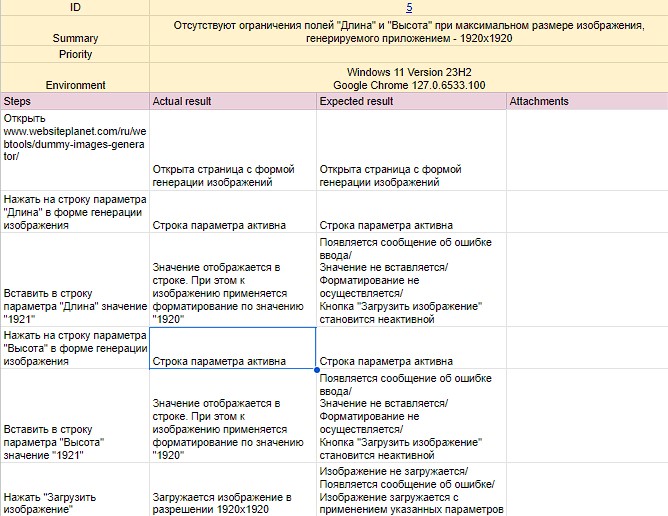 ID 5
Summary Отсутствуют ограничения полей "Длина" и "Высота" при максимальном размере изображения,
генерируемого приложением - 1920x1920
Priority
Environment Windows 11 Version 23H2
Google Chrome 127.0.6533.100
Steps Actual result Expected result Attachments
Открыть
www.websiteplanet.com/ru/we
btools/dummy-images-genera
tor/
Открыта страница с формой
генерации изображений
Открыта страница с формой
генерации изображений
Нажать на строку параметра
"Длина" в форме генерации
изображения
Строка параметра активна
Строка параметра активна
Вставить в строку
параметра "Длина" значение
"1921"
Значение отображается в
строке. При этом к
изображению применяется
форматирование по значению
"1920"
Появляется сообщение об ошибке
ввода/
Значение не вставляется/
Форматирование не
осуществляется/
Кнопка "Загрузить изображение"
становится неактивной
Нажать на строку параметра
"Высота" в форме генерации
изображения
Строка параметра активна
Строка параметра активна
Вставить в строку
параметра "Высота"
значение "1921"
Значение отображается в
строке. При этом к
изображению применяется
форматирование по значению
"1920"
Появляется сообщение об ошибке
ввода/
Значение не вставляется/
Форматирование не
осуществляется/
Кнопка "Загрузить изображение"
становится неактивной
Нажать "Загрузить
изображение"
Загружается изображение в
разрешении 1920x1920
Изображение не загружается/
Появляется сообщение об ошибке/
Изображение загружается с
применением указанных параметров